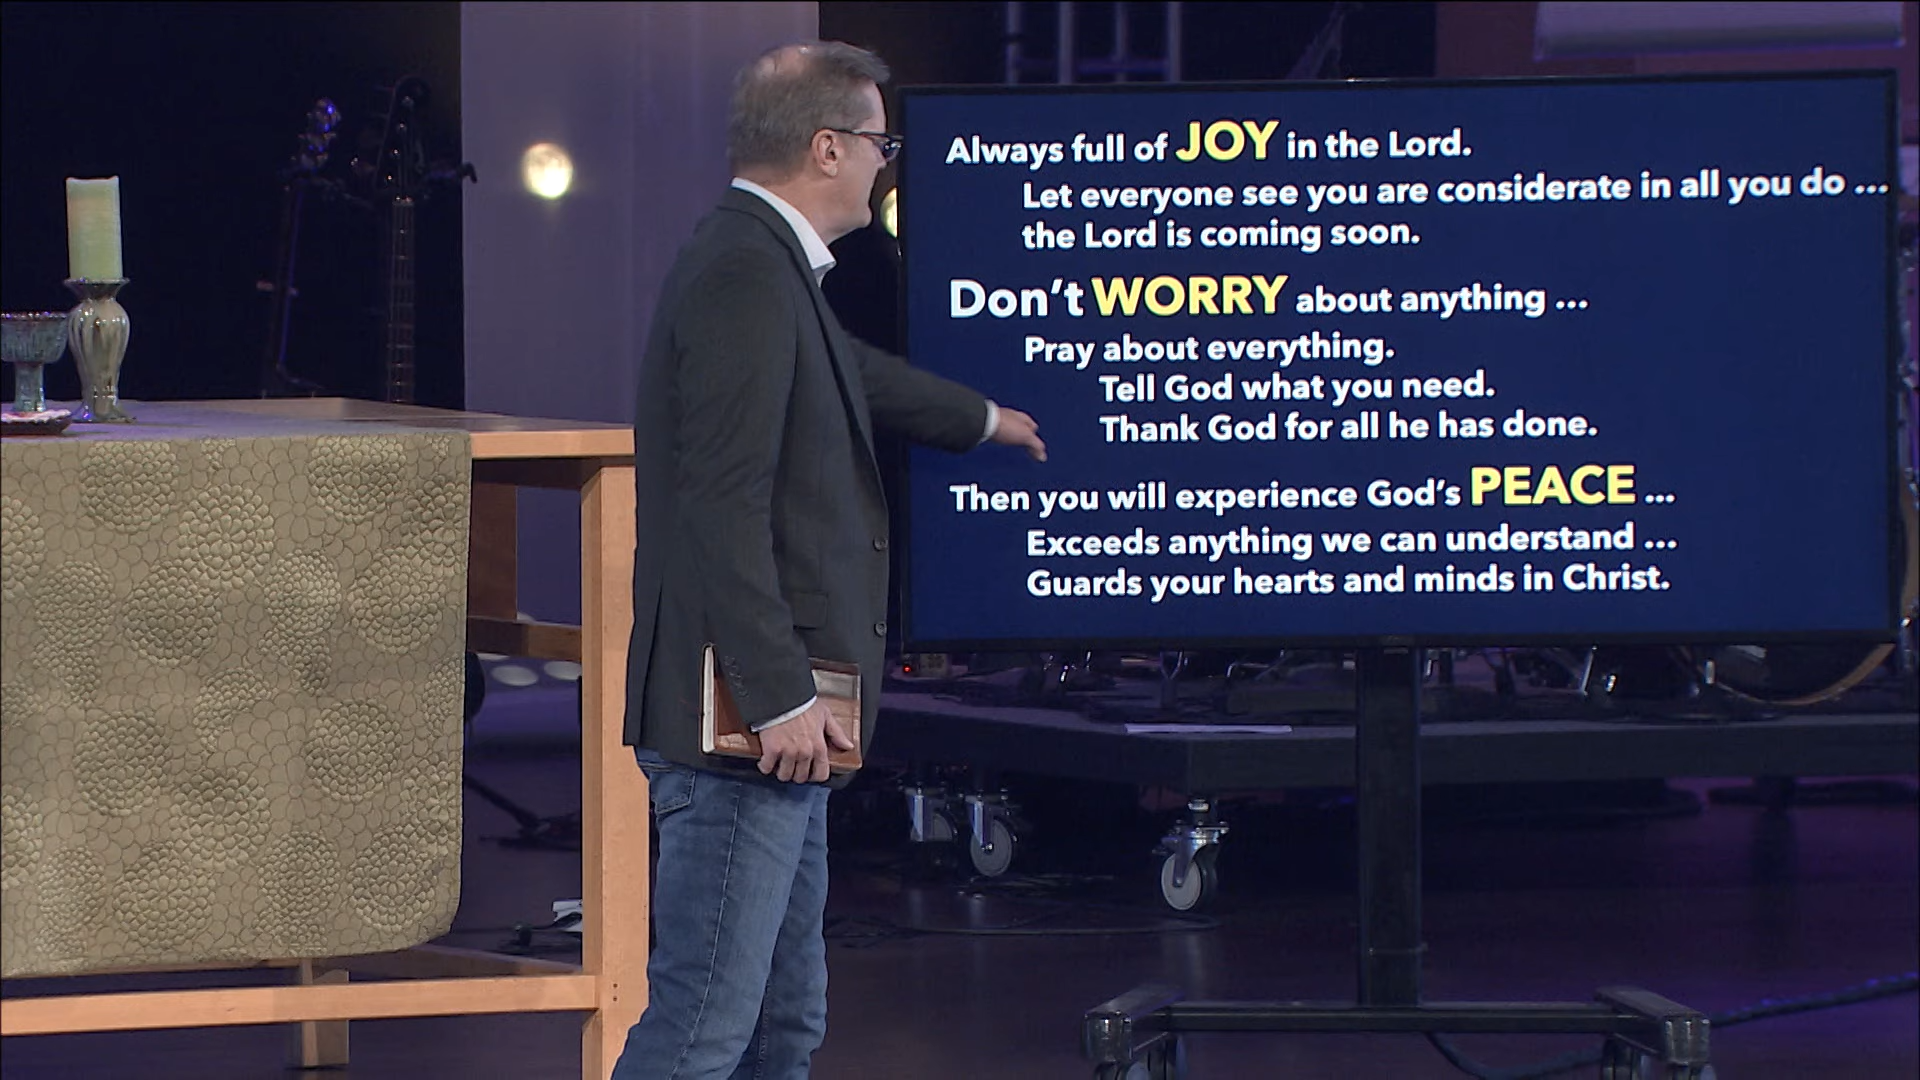 Always full of JOY in the Lord.
Let everyone see you are considerate in all you do ...
the Lord is coming soon.
Don't WORRY about anything ...
Pray about everything.
Tell God what you need.
Thank God for all he has done.
Then you will experience God's PEACE ...
Exceeds anything we can understand ...
Guards your hearts and minds in Christ.